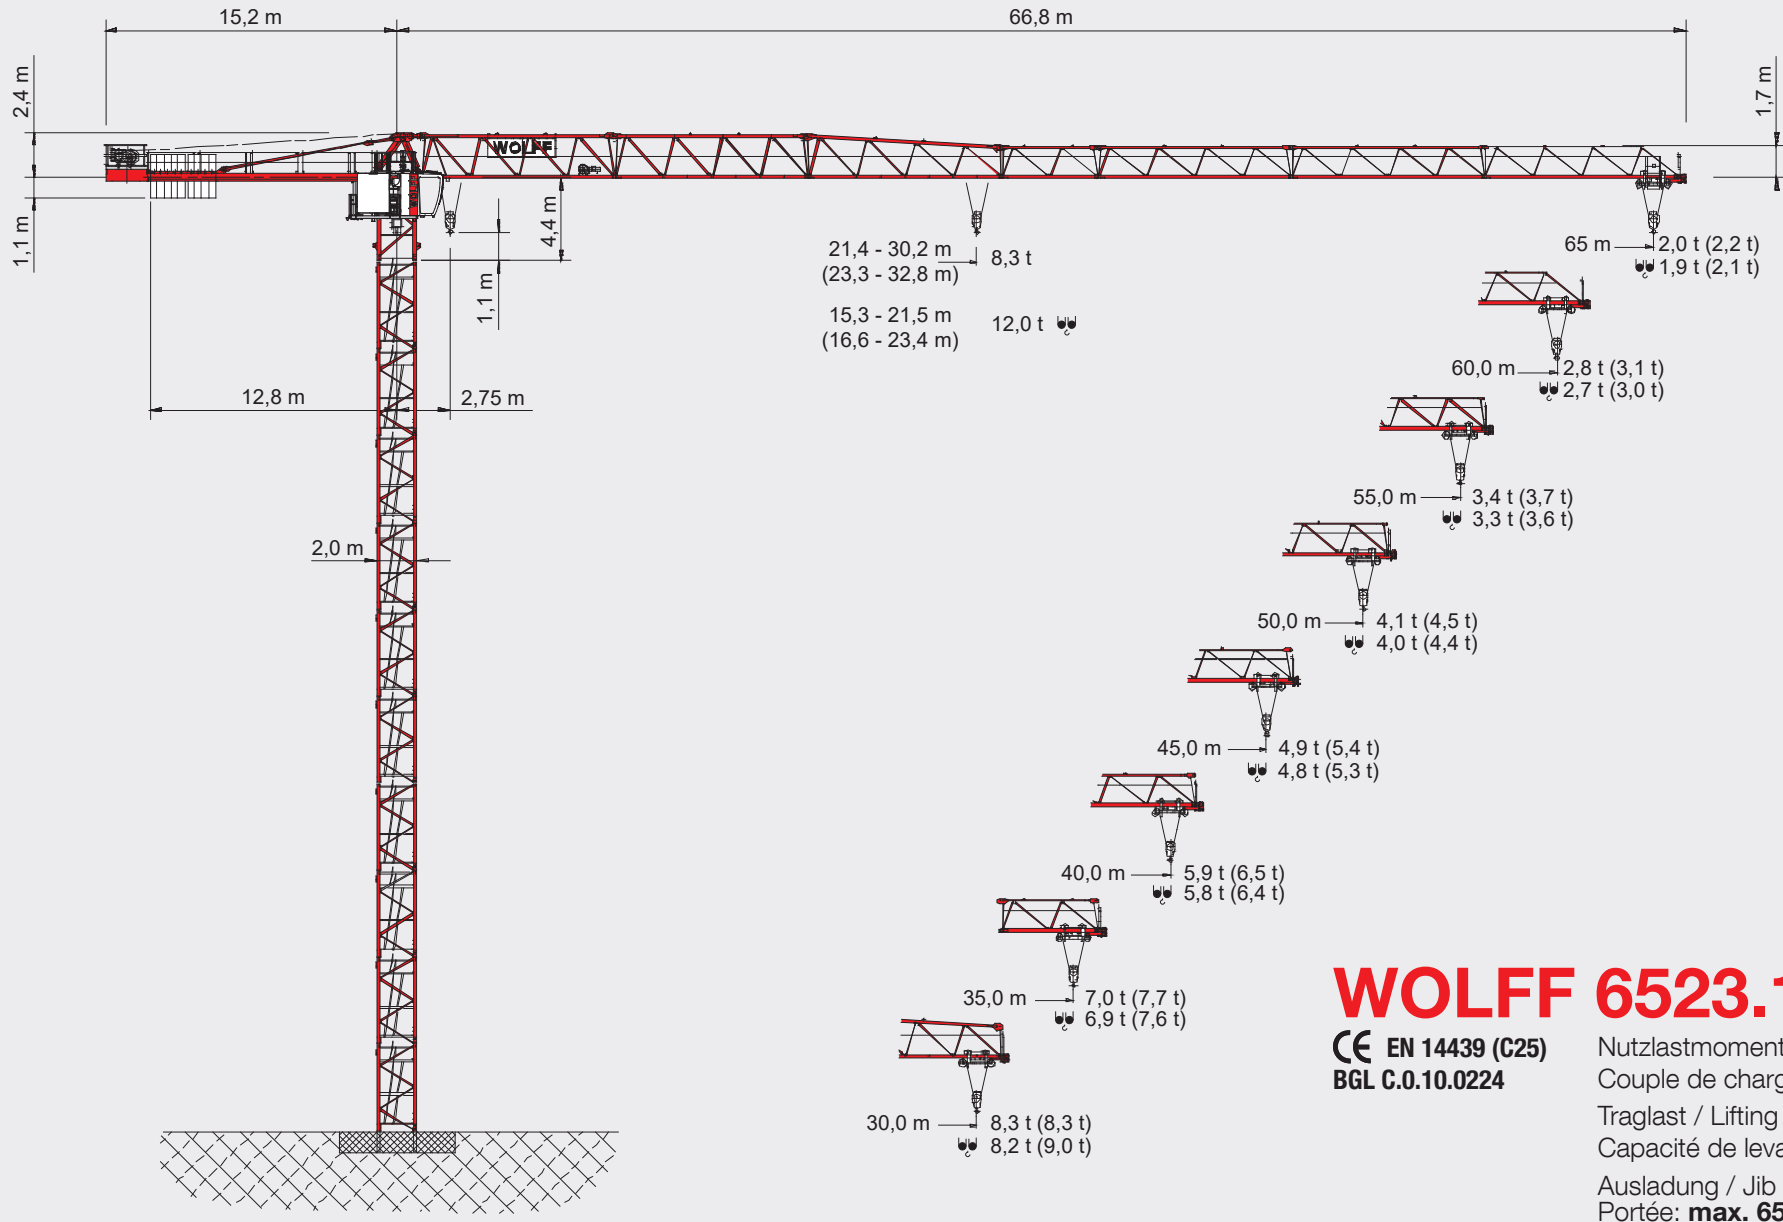 15,2 m
66,8 m
2,4 m
1,7 m
WOLFF
1,1 m
4,4 m
1,1 m
21,4 - 30,2 m
(23,3 - 32,8 m)
8,3 t
15,3 - 21,5 m
(16,6 - 23,4 m)
12,0 t
65 m
2,0 t (2,2 t)
1,9 t (2,1 t)
60,0 m
2,8 t (3,1 t)
2,7 t (3,0 t)
12,8 m
2,75 m
55,0 m
3,4 t (3,7 t)
3,3 t (3,6 t)
2,0 m
50,0 m
4,1 t (4,5 t)
4,0 t (4,4 t)
45,0 m
4,9 t (5,4 t)
4,8 t (5,3 t)
40,0 m
5,9 t (6,5 t)
5,8 t (6,4 t)
35,0 m
7,0 t (7,7 t)
6,9 t (7,6 t)
30,0 m
8,3 t (8,3 t)
8,2 t (9,0 t)
WOLFF 6523.1
CE EN 14439 (C25)
BGL C.0.10.0224
Nutzlastmoment
Couple de charg
Traglast / Lifting
Capacité de leva
Ausladung / Jib
Portée: max. 65